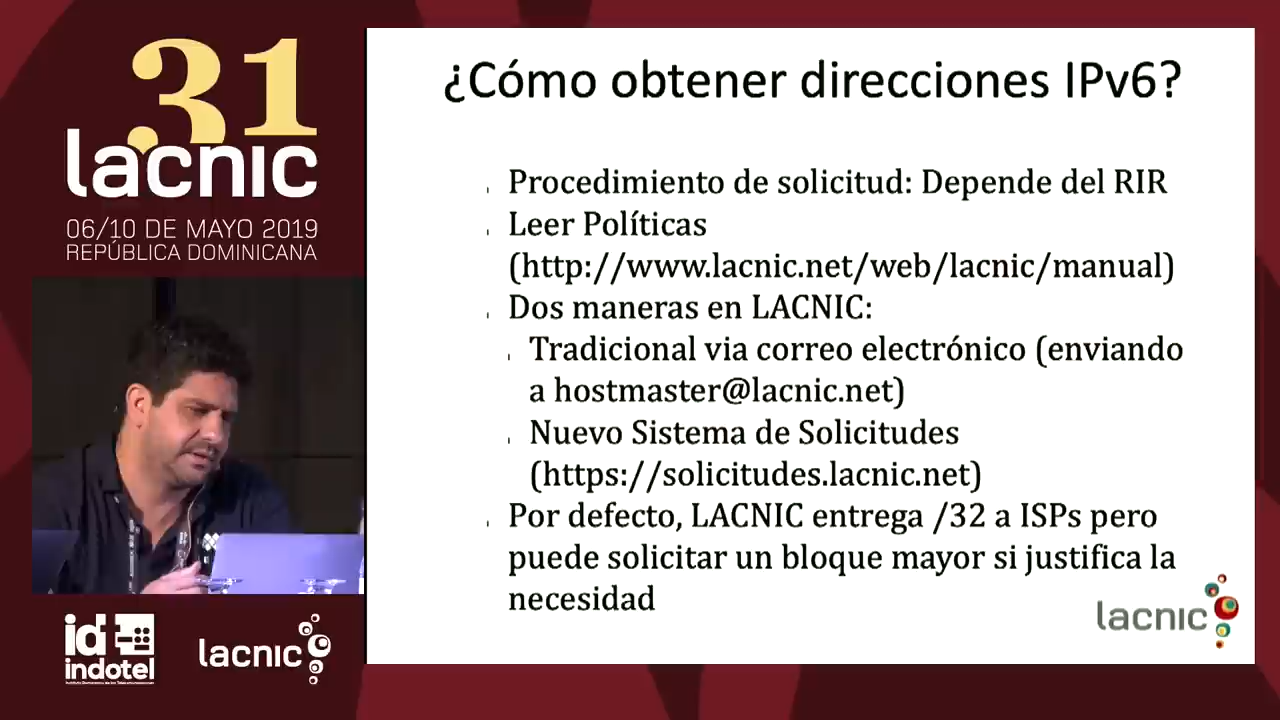 31
lacnic
06/10 DE MAYO 2019
REPÚBLICA DOMINICANA
¿Cómo obtener direcciones IPv6?
Procedimiento de solicitud: Depende del RIR
Leer Políticas
(http://www.lacnic.net/web/lacnic/manual)
Dos maneras en LACNIC:
Tradicional via correo electrónico (enviando
a hostmaster@lacnic.net)
Nuevo Sistema de Solicitudes
(https://solicitudes.lacnic.net)
Por defecto, LACNIC entrega /32 a ISPs pero
puede solicitar un bloque mayor si justifica la
necesidad
lacnic
id
indotel
lacnic